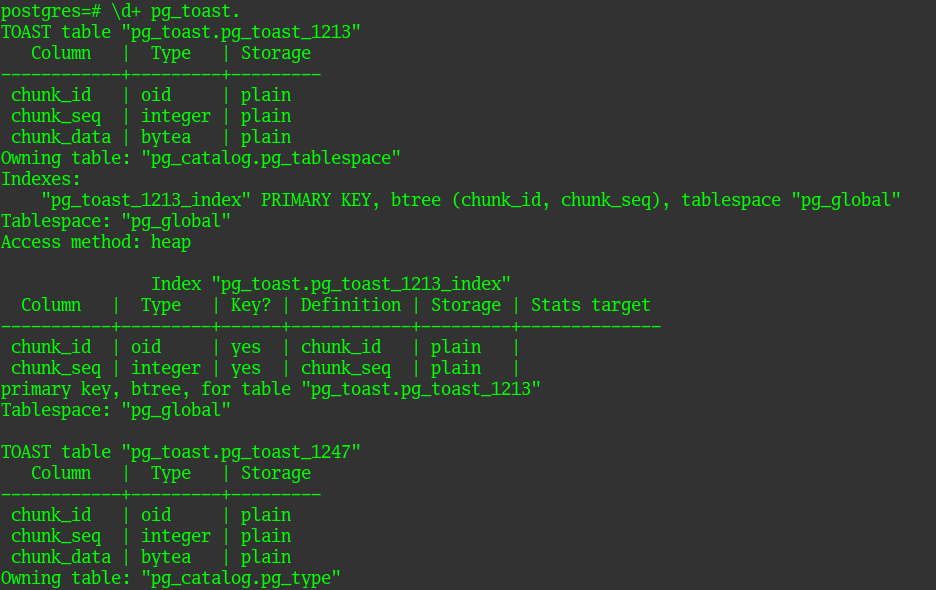 postgres=# \d+ pg_toast.
TOAST table "pg_toast.pg_toast_1213"
   Column   |  Type   | Storage
------------+---------+---------
 chunk_id   | oid     | plain
 chunk_seq  | integer | plain
 chunk_data | bytea   | plain
Owning table: "pg_catalog.pg_tablespace"
Indexes:
    "pg_toast_1213_index" PRIMARY KEY, btree (chunk_id, chunk_seq), tablespace "pg_global"
Tablespace: "pg_global"
Access method: heap

               Index "pg_toast.pg_toast_1213_index"
  Column   |  Type   | Key? | Definition | Storage | Stats target
-----------+---------+------+------------+---------+--------------
 chunk_id  | oid     | yes  | chunk_id   | plain   |
 chunk_seq | integer | yes  | chunk_seq  | plain   |
primary key, btree, for table "pg_toast.pg_toast_1213"
Tablespace: "pg_global"

TOAST table "pg_toast.pg_toast_1247"
   Column   |  Type   | Storage
------------+---------+---------
 chunk_id   | oid     | plain
 chunk_seq  | integer | plain
 chunk_data | bytea   | plain
Owning table: "pg_catalog.pg_type"